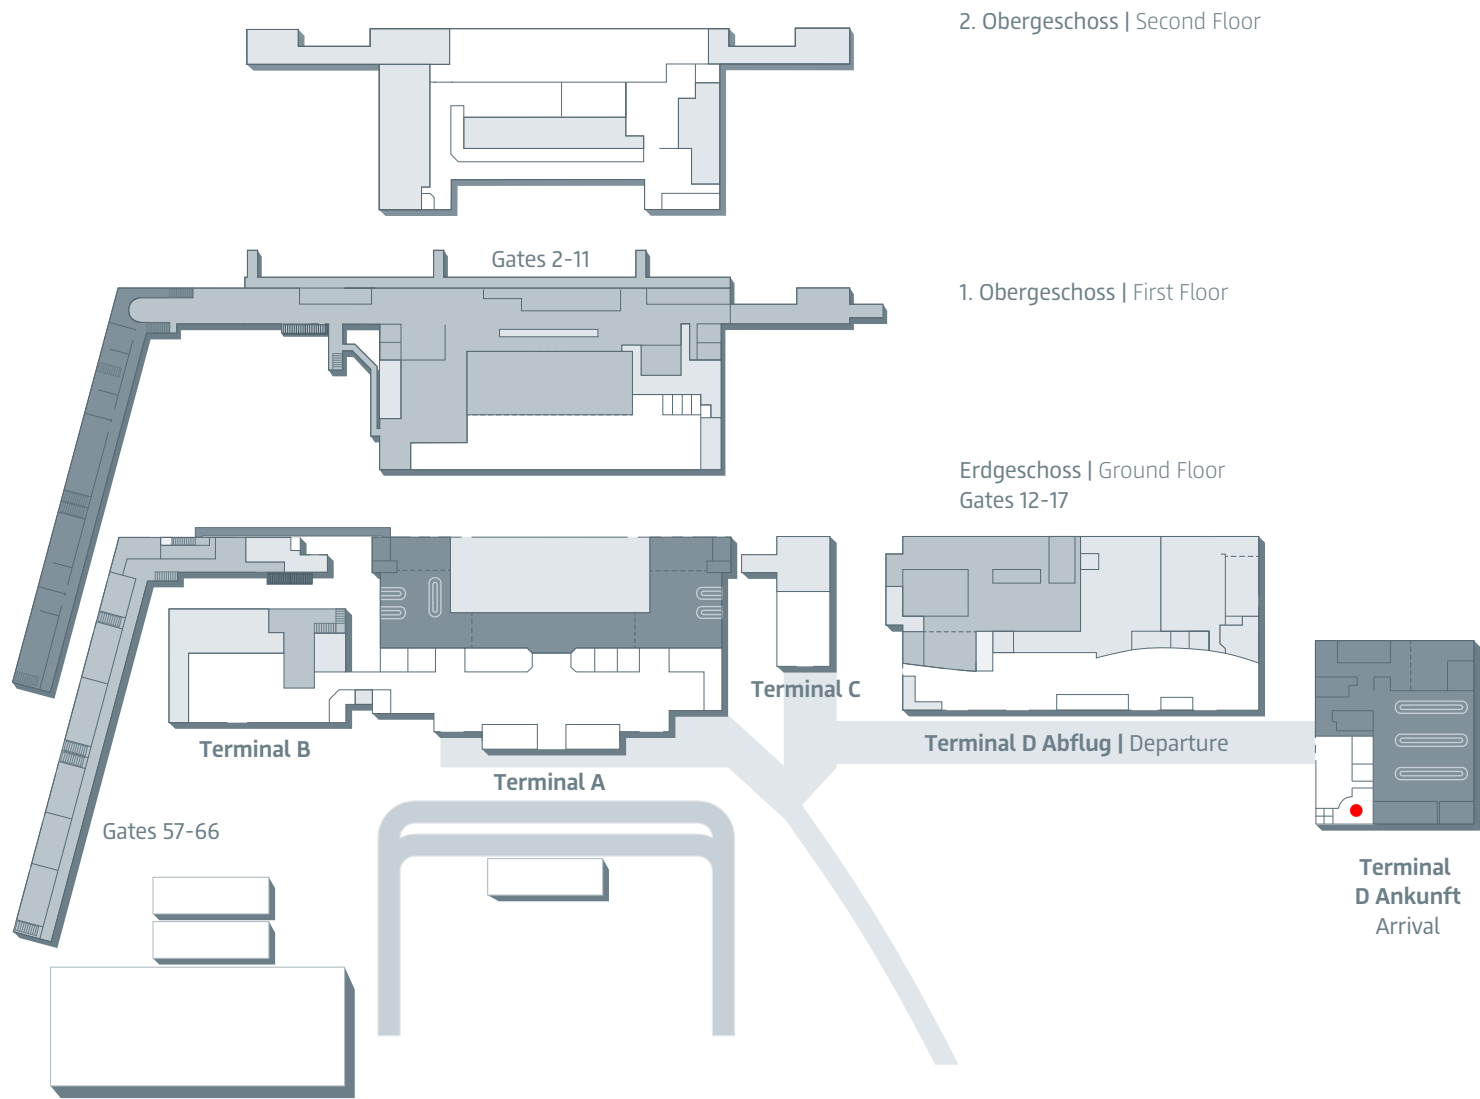 2. Obergeschoss | Second Floor
Gates 2-11
1. Obergeschoss | First Floor
Erdgeschoss | Ground Floor
Gates 12-17
Terminal C
Terminal B
Terminal D Abflug | Departure
Terminal A
Gates 57-66
Terminal
D Ankunft
Arrival